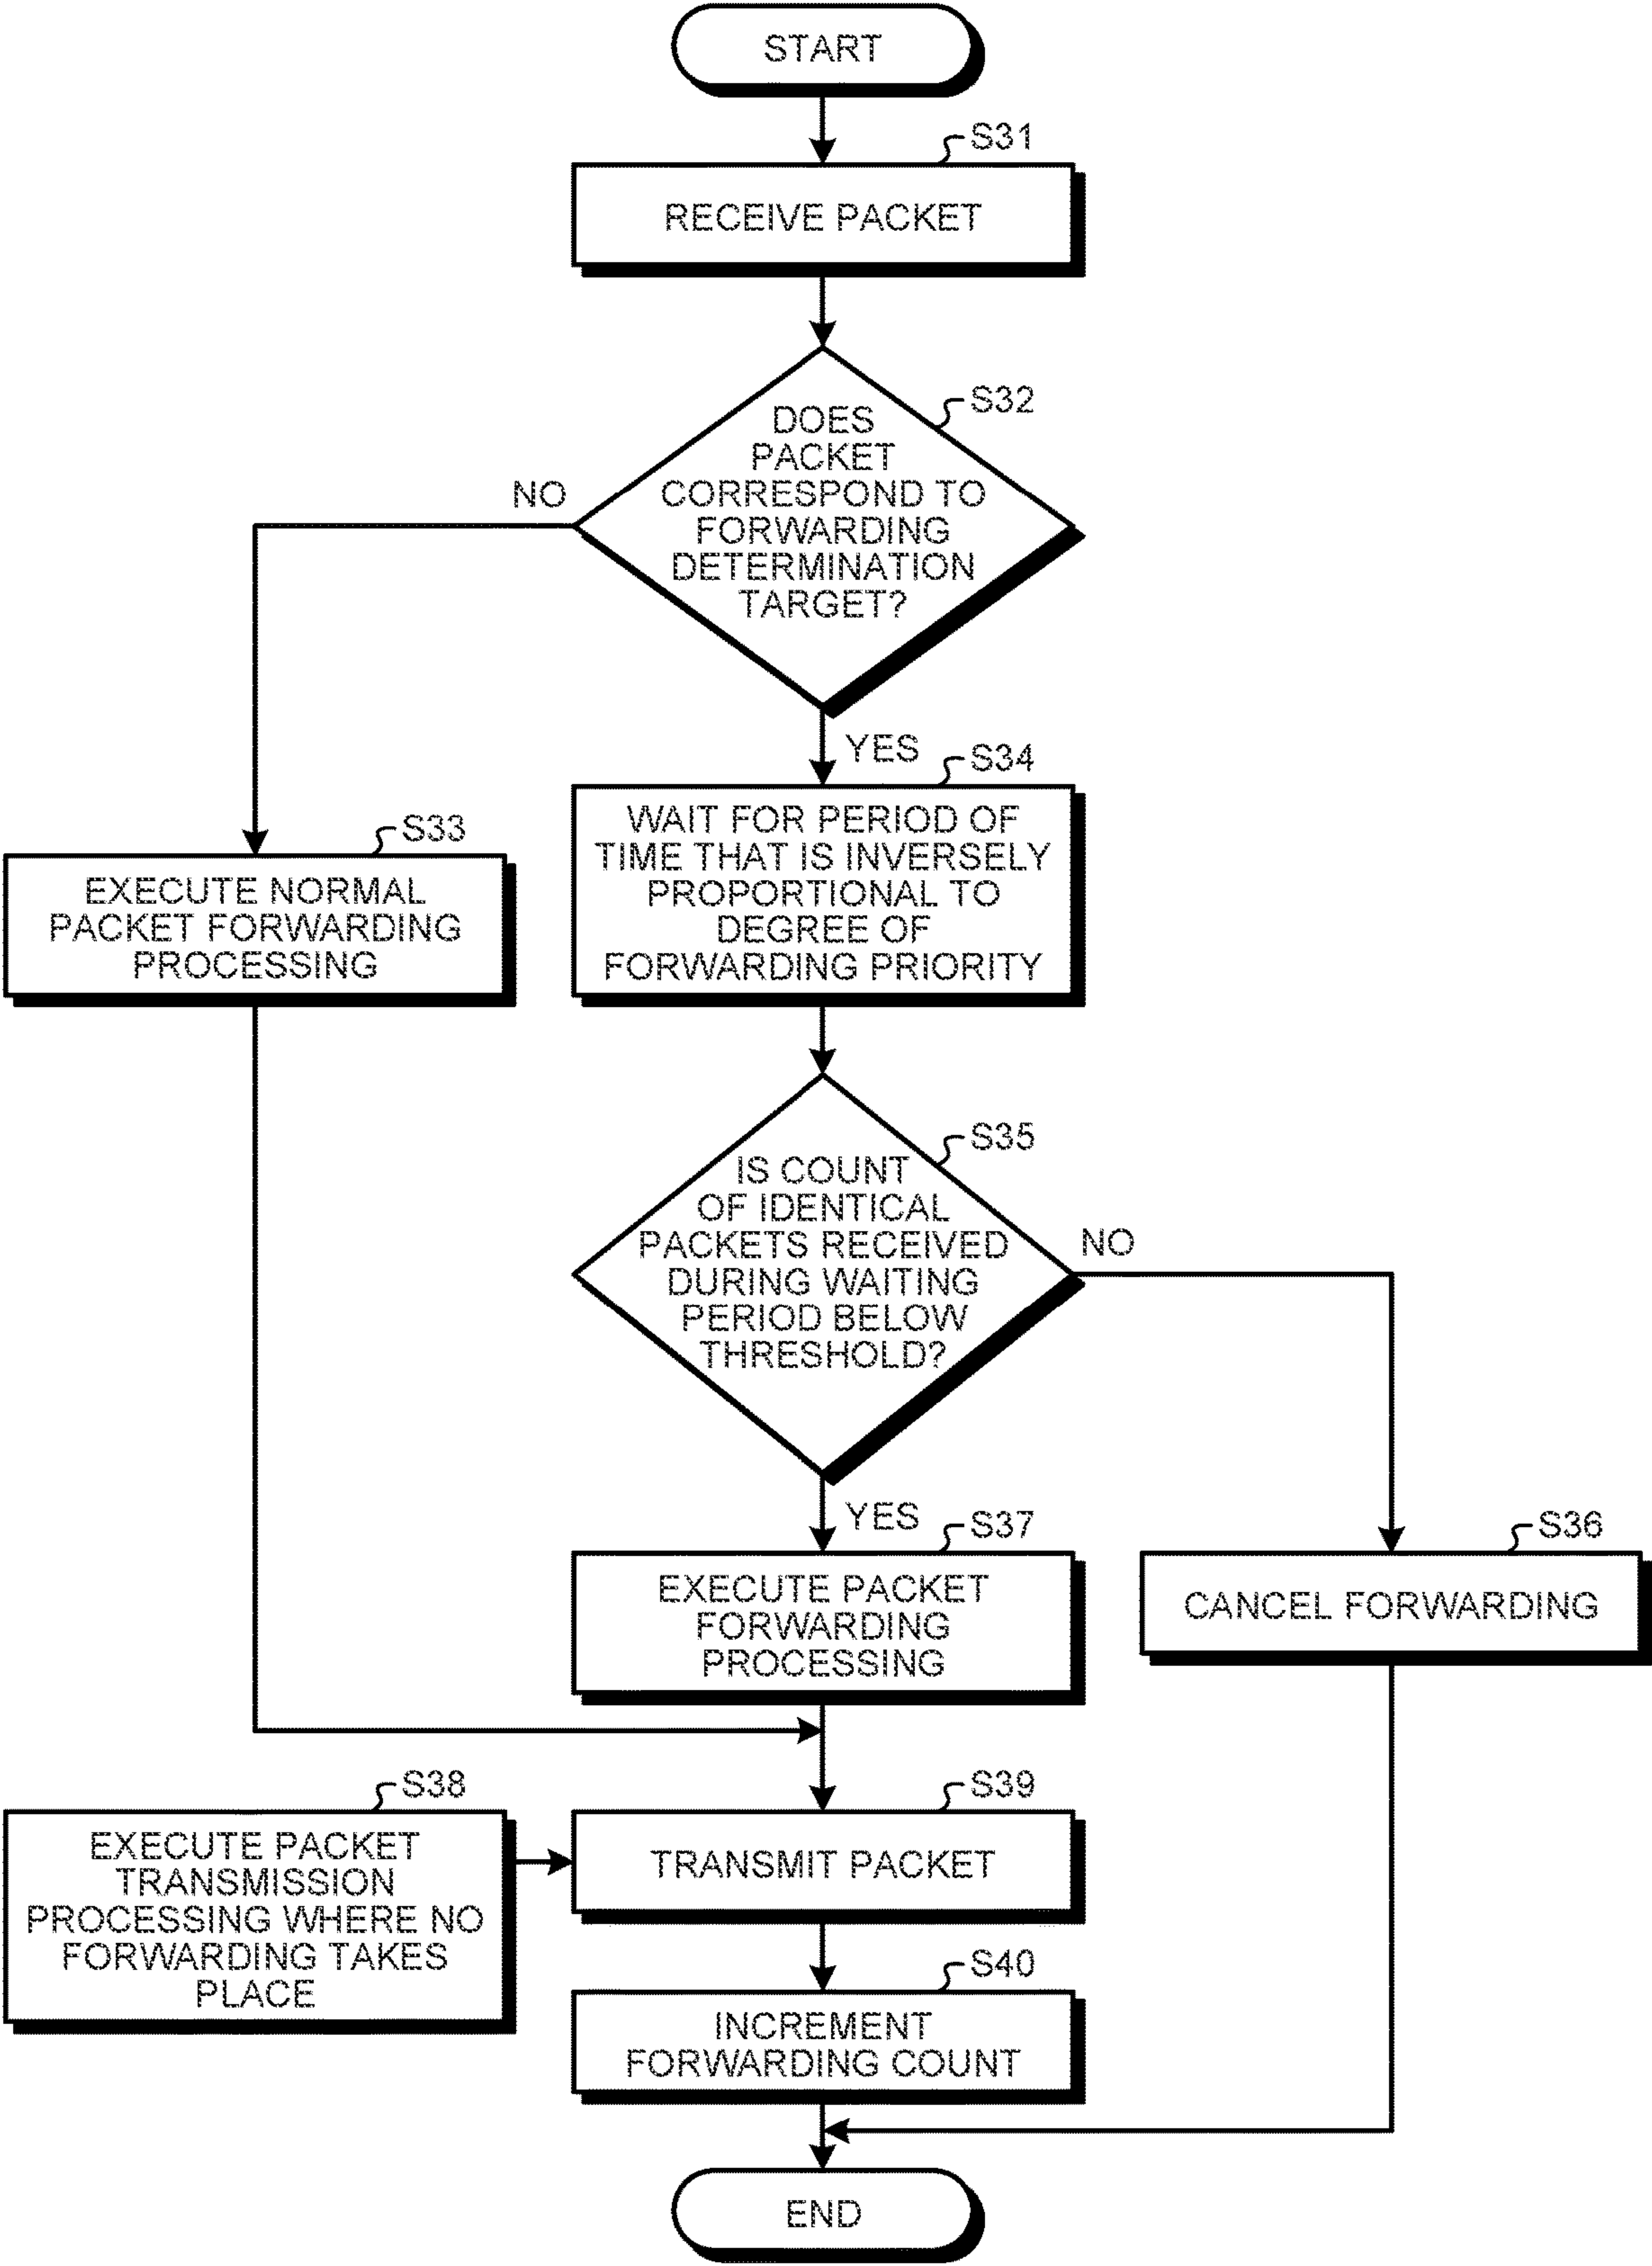 START
S31
RECEIVE PACKET
S32
DOES
PACKET
CORRESPOND TO
FORWARDING
DETERMINATION
TARGET?
NO
YES
S33
EXECUTE NORMAL
PACKET FORWARDING
PROCESSING
S34
WAIT FOR PERIOD OF
TIME THAT IS INVERSELY
PROPORTIONAL TO
DEGREE OF
FORWARDING PRIORITY
S35
IS COUNT
OF IDENTICAL
PACKETS RECEIVED
DURING WAITING
PERIOD BELOW
THRESHOLD?
NO
YES
S37
EXECUTE PACKET
FORWARDING
PROCESSING
S36
CANCEL FORWARDING
S38
EXECUTE PACKET
TRANSMISSION
PROCESSING WHERE NO
FORWARDING TAKES
PLACE
S39
TRANSMIT PACKET
S40
INCREMENT
FORWARDING COUNT
END